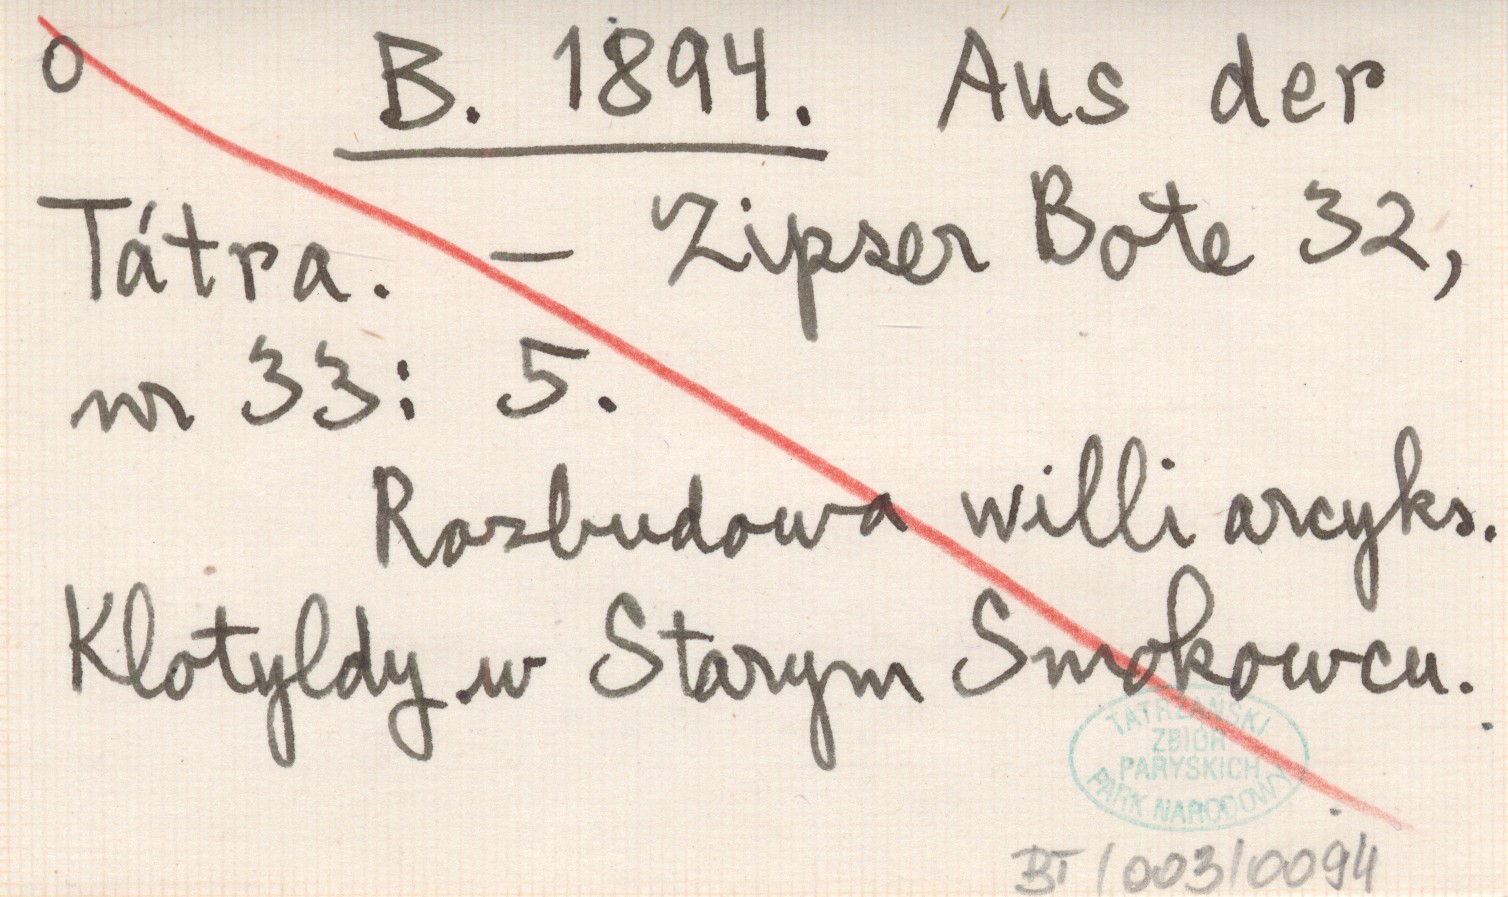 o B. 1894. Aus der
Tátra. — Zipser Bote 32,
nr 33: 5.
Rozbudowa willi arcyks.
Klotyldy w Starym Smokowcu.
TATRZAŃSKI
ZBIÓR
PARYSKICH
PARK NARODOWY
BT/003/0094